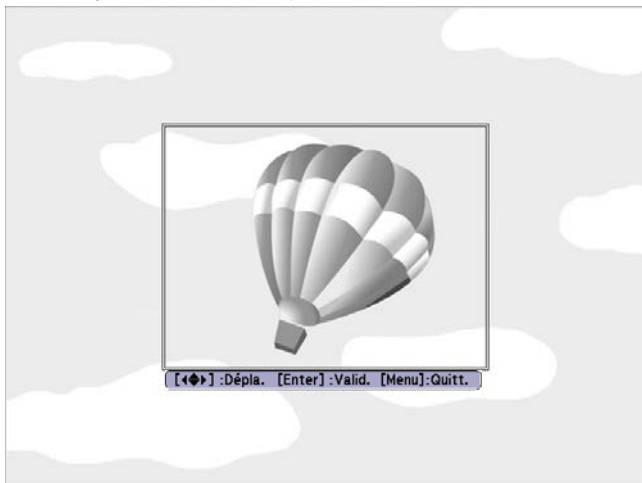 [◂◆▸] :Dépla. [Enter] :Valid. [Menu]:Quitt.